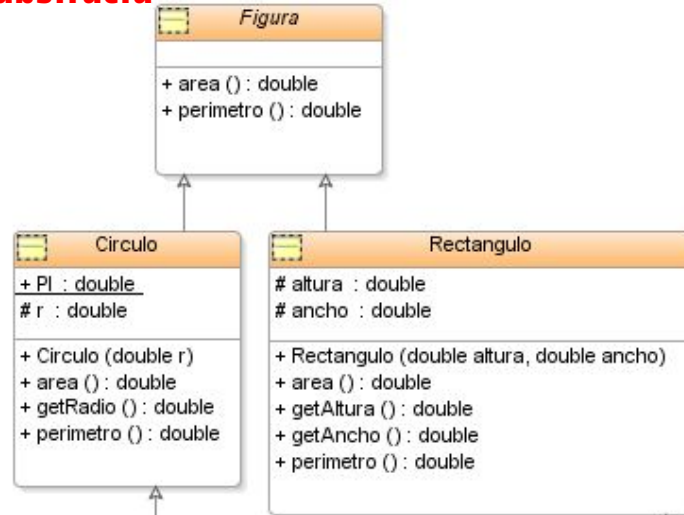 Figura
+ area () : double
+ perimetro () : double
Circulo
+ PI : double
# r : double
+ Circulo (double r)
+ area () : double
+ getRadio () : double
+ perimetro () : double
Rectangulo
# altura : double
# ancho : double
+ Rectangulo (double altura, double ancho)
+ area () : double
+ getAltura () : double
+ getAncho () : double
+ perimetro () : double